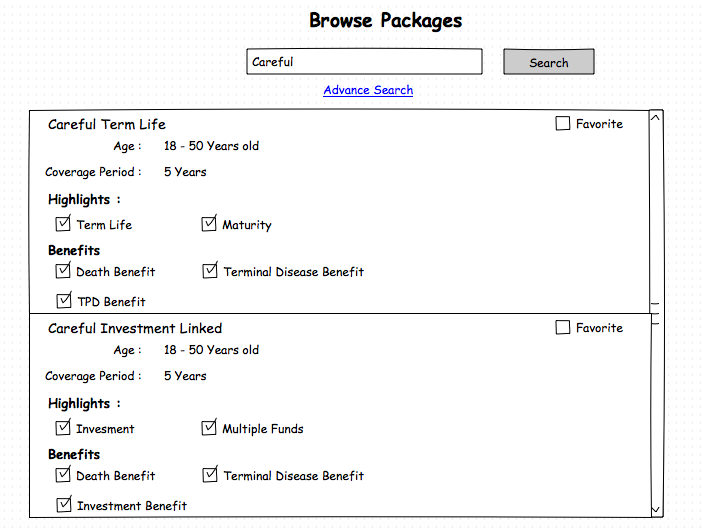 Browse Packages
Careful Search
Advance Search
Careful Term Life Favorite
Age : 18 - 50 Years old
Coverage Period : 5 Years
Highlights :
Term Life Maturity
Benefits
Death Benefit Terminal Disease Benefit
TPD Benefit
Careful Investment Linked Favorite
Age : 18 - 50 Years old
Coverage Period : 5 Years
Highlights :
Invesment Multiple Funds
Benefits
Death Benefit Terminal Disease Benefit
Investment Benefit